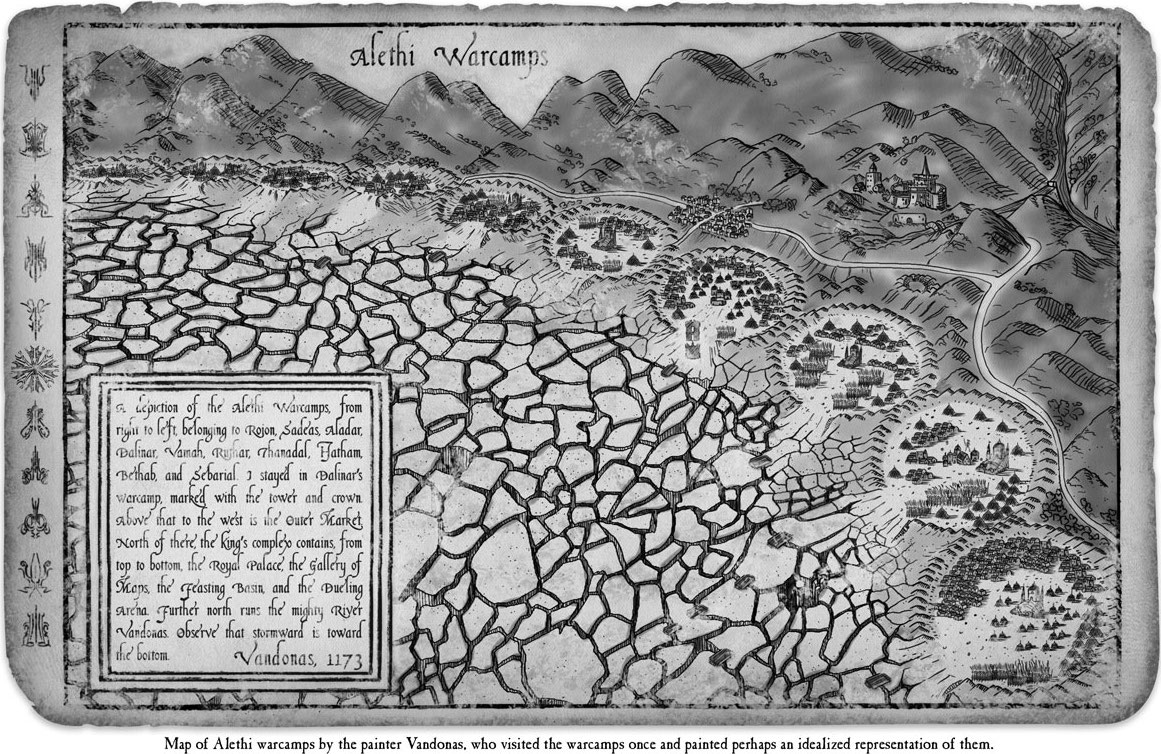 Alethi Warcamps
A depiction of the Alethi Warcamps, from
right to left, belonging to Roion, Sadeas, Aladar,
Dalinar, Vamah, Ruthar, Thanadal, Hatham,
Bethab, and Sebarial. I stayed in Dalinar's
warcamp, marked with the tower and crown.
Above that to the west is the Outer Market.
North of there, the king's complex contains, from
top to bottom, the Royal Palace, the Gallery of
Maps, the Feasting Basin, and the Dueling
Arena. Further north runs the mighty River
Vandonas. Observe that stormward is toward
the bottom.
Vandonas, 1173
Map of Alethi warcamps by the painter Vandonas, who visited the warcamps once and painted perhaps an idealized representation of them.